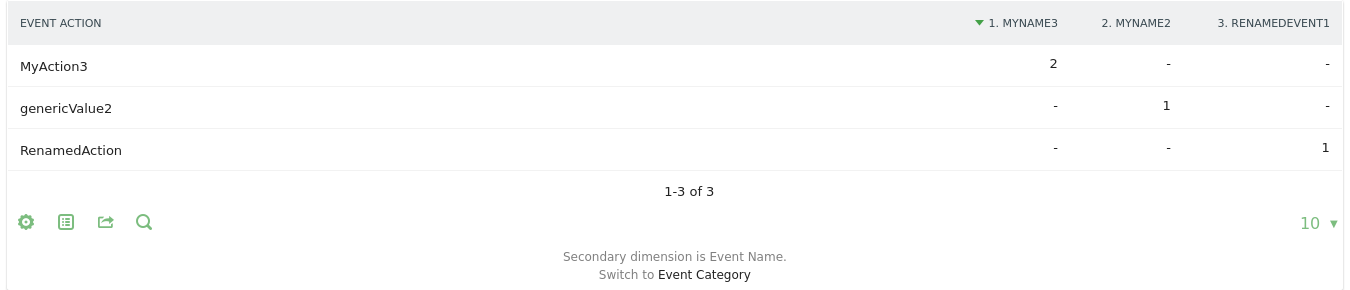 EVENT ACTION 1. MYNAME3 2. MYNAME2 3. RENAMEDEVENT1
MyAction3 2 - -
genericValue2 - 1 -
RenamedAction - - 1
1-3 of 3
10
Secondary dimension is Event Name.
Switch to Event Category